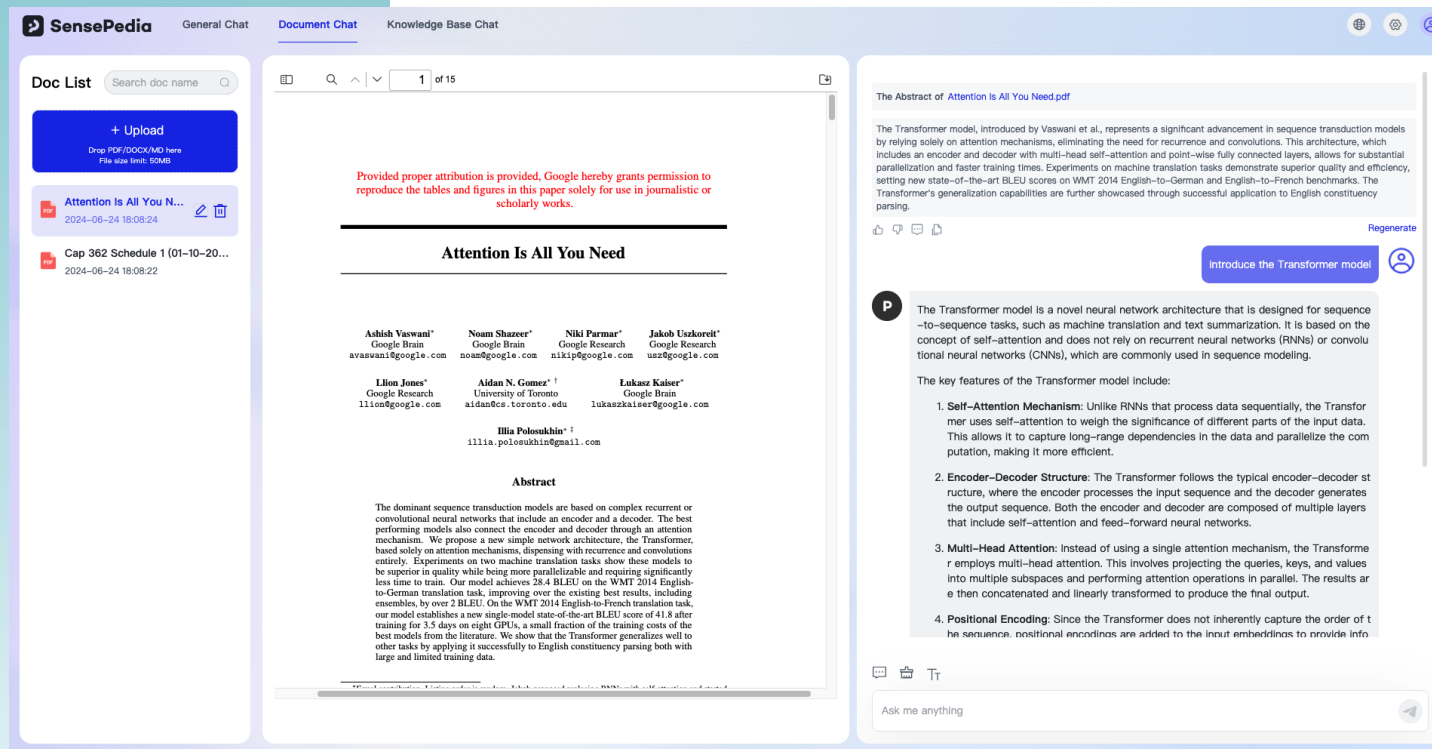 SensePedia
General Chat
Document Chat
Knowledge Base Chat
Doc List
Search doc name
+ Upload
Drop PDF/DOCX/MD here
File size limit: 50MB
PDF
Attention Is All You N...
2024-06-24 18:08:24
PDF
Cap 362 Schedule 1 (01-10-20...
2024-06-24 18:08:22
1 of 15
Provided proper attribution is provided, Google hereby grants permission to
reproduce the tables and figures in this paper solely for use in journalistic or
scholarly works.
Attention Is All You Need
Ashish Vaswani* Noam Shazeer* Niki Parmar* Jakob Uszkoreit*
Google Brain Google Brain Google Research Google Research
avaswani@google.com noam@google.com nikip@google.com usz@google.com
Llion Jones* Aidan N. Gomez* † Łukasz Kaiser*
Google Research University of Toronto Google Brain
llion@google.com aidan@cs.toronto.edu lukaszkaiser@google.com
Illia Polosukhin* ‡
illia.polosukhin@gmail.com
Abstract
The dominant sequence transduction models are based on complex recurrent or
convolutional neural networks that include an encoder and a decoder. The best
performing models also connect the encoder and decoder through an attention
mechanism. We propose a new simple network architecture, the Transformer,
based solely on attention mechanisms, dispensing with recurrence and convolutions
entirely. Experiments on two machine translation tasks show these models to
be superior in quality while being more parallelizable and requiring significantly
less time to train. Our model achieves 28.4 BLEU on the WMT 2014 English-
to-German translation task, improving over the existing best results, including
ensembles, by over 2 BLEU. On the WMT 2014 English-to-French translation task,
our model establishes a new single-model state-of-the-art BLEU score of 41.8 after
training for 3.5 days on eight GPUs, a small fraction of the training costs of the
best models from the literature. We show that the Transformer generalizes well to
other tasks by applying it successfully to English constituency parsing both with
large and limited training data.
The Abstract of Attention Is All You Need.pdf
The Transformer model, introduced by Vaswani et al., represents a significant advancement in sequence transduction models
by relying solely on attention mechanisms, eliminating the need for recurrence and convolutions. This architecture, which
includes an encoder and decoder with multi-head self-attention and point-wise fully connected layers, allows for substantial
parallelization and faster training times. Experiments on machine translation tasks demonstrate superior quality and efficiency,
setting new state-of-the-art BLEU scores on WMT 2014 English-to-German and English-to-French benchmarks. The
Transformer's generalization capabilities are further showcased through successful application to English constituency
parsing.
Regenerate
introduce the Transformer model
P
The Transformer model is a novel neural network architecture that is designed for sequence
-to-sequence tasks, such as machine translation and text summarization. It is based on the
concept of self-attention and does not rely on recurrent neural networks (RNNs) or convolu
tional neural networks (CNNs), which are commonly used in sequence modeling.
The key features of the Transformer model include:
1. Self-Attention Mechanism: Unlike RNNs that process data sequentially, the Transfor
mer uses self-attention to weigh the significance of different parts of the input data.
This allows it to capture long-range dependencies in the data and parallelize the com
putation, making it more efficient.
2. Encoder-Decoder Structure: The Transformer follows the typical encoder-decoder st
ructure, where the encoder processes the input sequence and the decoder generates
the output sequence. Both the encoder and decoder are composed of multiple layers
that include self-attention and feed-forward neural networks.
3. Multi-Head Attention: Instead of using a single attention mechanism, the Transforme
r employs multi-head attention. This involves projecting the queries, keys, and values
into multiple subspaces and performing attention operations in parallel. The results ar
e then concatenated and linearly transformed to produce the final output.
4. Positional Encoding: Since the Transformer does not inherently capture the order of t
he sequence, positional encodings are added to the input embeddings to provide info
Ask me anything